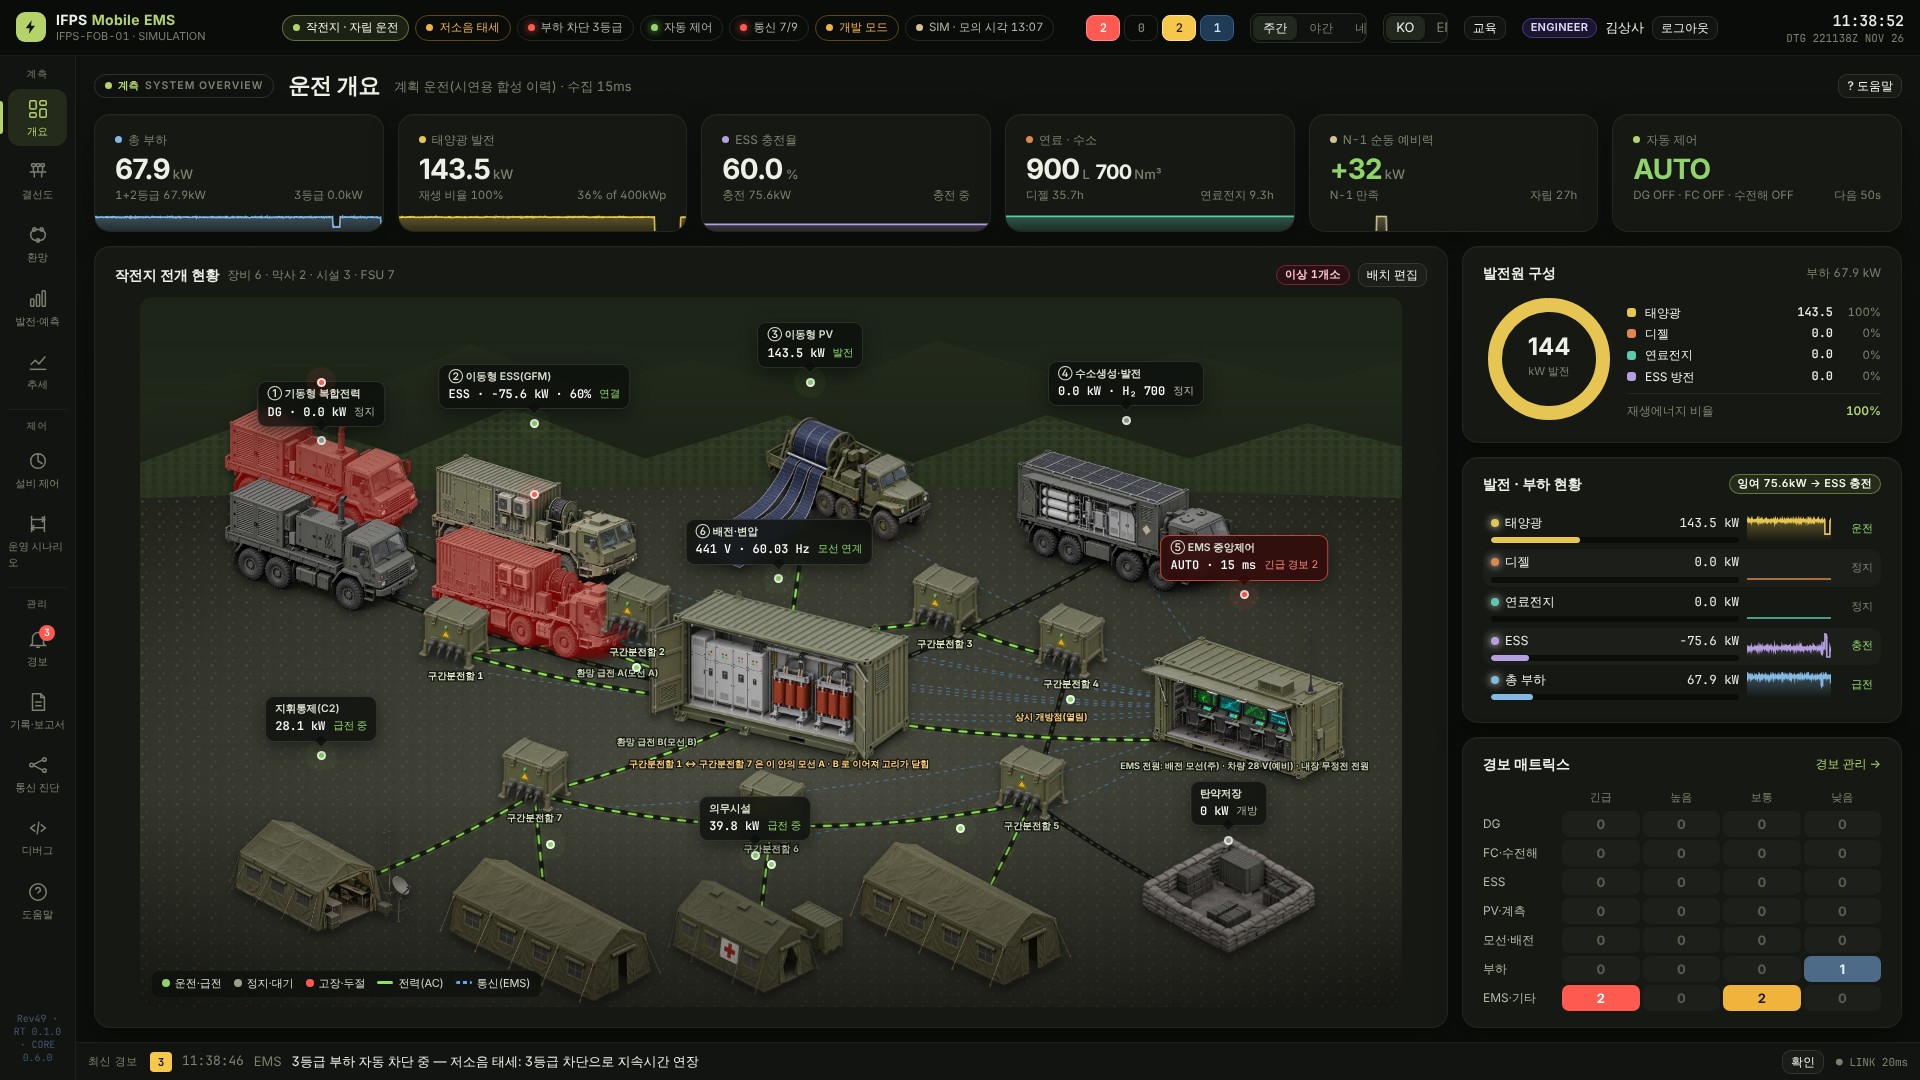 IFPS Mobile EMS
IFPS-FOB-01 · SIMULATION
작전지 · 자립 운전
저소음 태세
부하 차단 3등급
자동 제어
통신 7/9
개발 모드
SIM · 모의 시각 13:07
2 0 2 1
주간 야간 네
KO
교육
ENGINEER 김상사 로그아웃
11:38:52
DTG 221138Z NOV 26
계측
개요
결선도
환망
발전·예측
추세
제어
설비 제어
운영 시나리오
관리
3
경보
기록·보고서
통신 진단
디버그
도움말
Rev49 ·
RT 0.1.0
· CORE
0.6.0
계측 SYSTEM OVERVIEW
운전 개요
계획 운전(시연용 합성 이력) · 수집 15ms
? 도움말
총 부하
67.9 kW
1+2등급 67.9kW 3등급 0.0kW
태양광 발전
143.5 kW
재생 비율 100% 36% of 400kWp
ESS 충전율
60.0 %
충전 75.6kW 충전 중
연료 · 수소
900 L 700 Nm³
디젤 35.7h 연료전지 9.3h
N-1 순동 예비력
+32 kW
N-1 만족 자립 27h
자동 제어
AUTO
DG OFF · FC OFF · 수전해 OFF 다음 50s
작전지 전개 현황 장비 6 · 막사 2 · 시설 3 · FSU 7
이상 1개소
배치 편집
① 기동형 복합전력
DG · 0.0 kW 정지
② 이동형 ESS(GFM)
ESS · -75.6 kW · 60% 연결
③ 이동형 PV
143.5 kW 발전
④ 수소생성·발전
0.0 kW · H₂ 700 정지
⑤ EMS 중앙제어
AUTO · 15 ms 긴급 경보 2
⑥ 배전·변압
441 V · 60.03 Hz 모선 연계
구간분전함 1
구간분전함 2
환망 급전 A(모선 A)
구간분전함 3
구간분전함 4
상시 개방점(열림)
환망 급전 B(모선 B)
구간분전함 1 ↔ 구간분전함 7 은 이 안의 모선 A · B 로 이어져 고리가 닫힘
EMS 전원: 배전 모선(주) · 차량 28 V(예비) · 내장 무정전 전원
지휘통제(C2)
28.1 kW 급전 중
구간분전함 7
의무시설
39.8 kW 급전 중
구간분전함 6
구간분전함 5
탄약저장
0 kW 개방
운전·급전
정지·대기
고장·두절
전력(AC)
통신(EMS)
발전원 구성 부하 67.9 kW
144
kW 발전
태양광 143.5 100%
디젤 0.0 0%
연료전지 0.0 0%
ESS 방전 0.0 0%
재생에너지 비율 100%
발전 · 부하 현황 잉여 75.6kW → ESS 충전
태양광 143.5 kW 운전
디젤 0.0 kW 정지
연료전지 0.0 kW 정지
ESS -75.6 kW 충전
총 부하 67.9 kW 급전
경보 매트릭스 경보 관리 →
긴급 높음 보통 낮음
DG 0 0 0 0
FC·수전해 0 0 0 0
ESS 0 0 0 0
PV·계측 0 0 0 0
모선·배전 0 0 0 0
부하 0 0 0 1
EMS·기타 2 0 2 0
최신 경보 3 11:38:46 EMS 3등급 부하 자동 차단 중 — 저소음 태세: 3등급 차단으로 지속시간 연장
확인
LINK 20ms